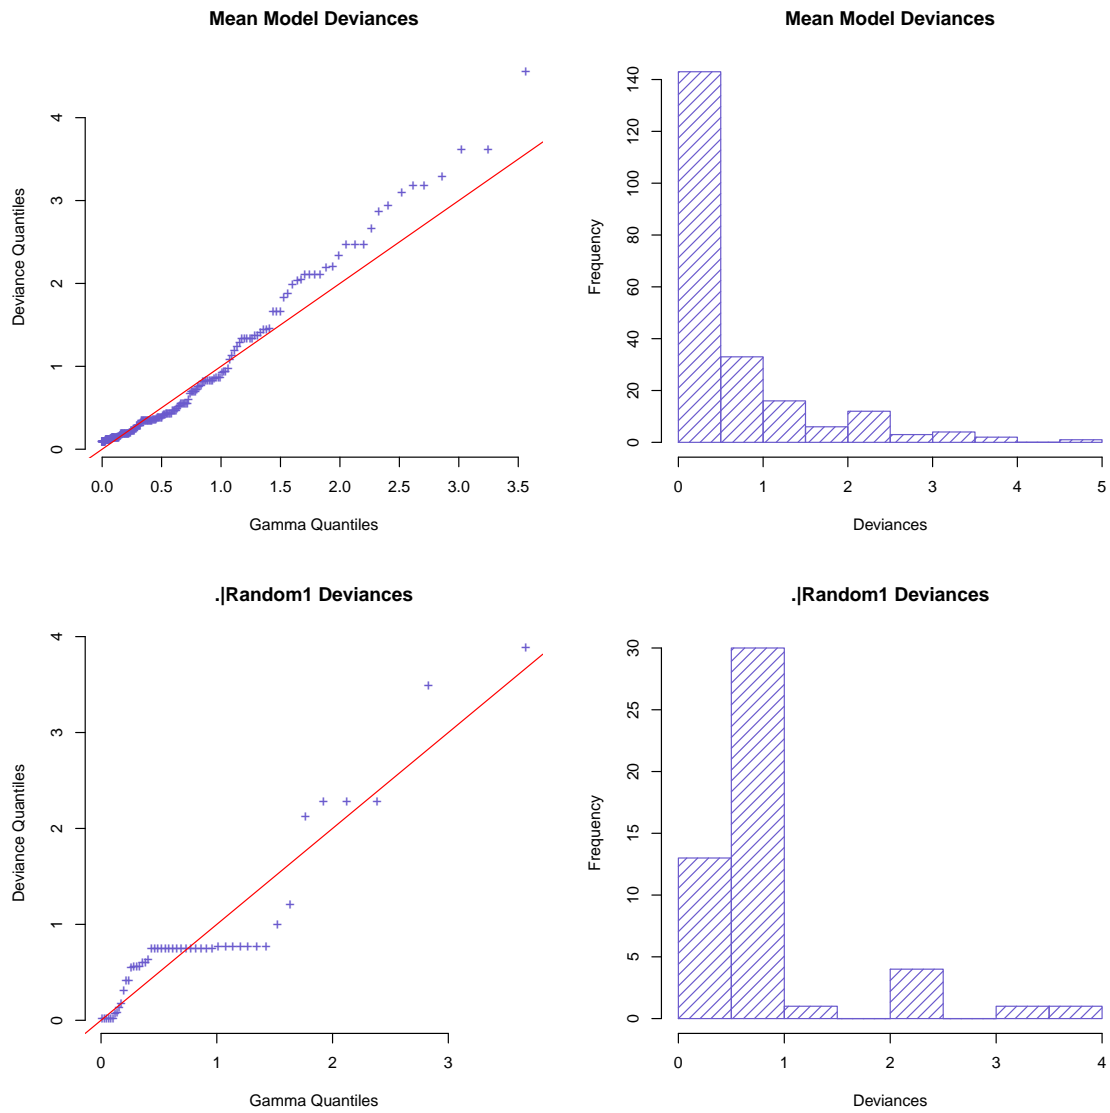 Mean Model Deviances
Deviance Quantiles
4
3
2
1
0
0.0 0.5 1.0 1.5 2.0 2.5 3.0 3.5
Gamma Quantiles
Mean Model Deviances
Frequency
140
120
100
80
60
40
20
0
0 1 2 3 4 5
Deviances
.|Random1 Deviances
Deviance Quantiles
4
3
2
1
0
0 1 2 3
Gamma Quantiles
.|Random1 Deviances
Frequency
30
25
20
15
10
5
0
0 1 2 3 4
Deviances